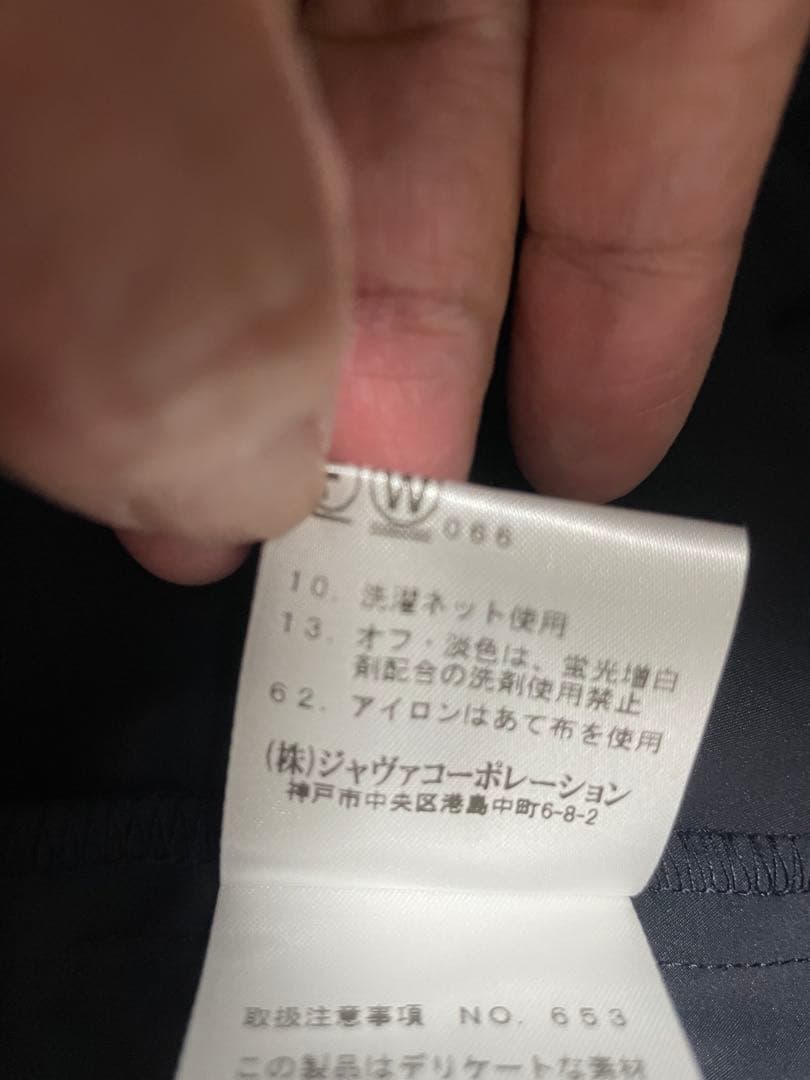 W 066
10. 洗濯ネット使用
13. オフ・淡色は、蛍光増白
剤配合の洗剤使用禁止
62. アイロンはあて布を使用
(株)ジャヴァコーポレーション
神戸市中央区港島中町6-8-2
取扱注意事項 NO. 653
この製品はデリケートな素材